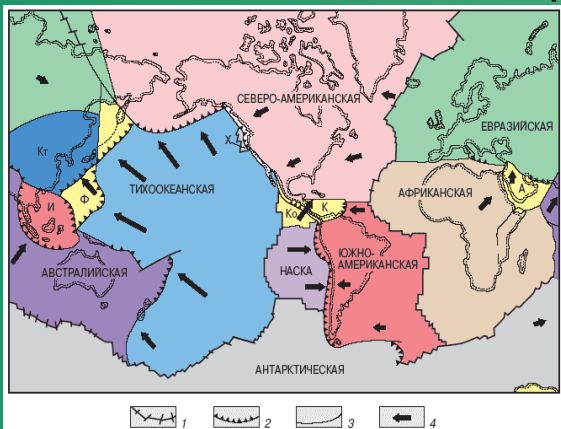 СЕВЕРО-АМЕРИКАНСКАЯ
ЕВРАЗИЙСКАЯ
Х
Кт
ТИХООКЕАНСКАЯ
Ф
И
АФРИКАНСКАЯ
А
Ко
К
АВСТРАЛИЙСКАЯ
НАСКА
ЮЖНО-
АМЕРИКАНСКАЯ
АНТАРКТИЧЕСКАЯ
1
2
3
4